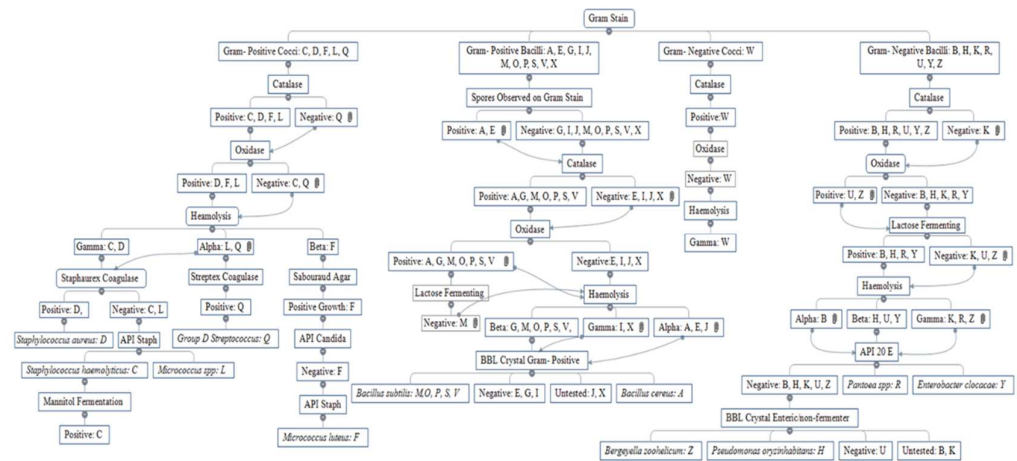 Gram Stain
Gram- Positive Cocci: C, D, F, L, Q
Gram- Positive Bacilli: A, E, G, I, J,
M, O, P, S, V, X
Gram- Negative Cocci: W
Gram- Negative Bacilli: B, H, K, R,
U, Y, Z
Catalase
Spores Observed on Gram Stain
Catalase
Catalase
Positive: C, D, F, L
Negative: Q
Positive: A, E
Negative: G, I, J, M, O, P, S, V, X
Positive:W
Positive: B, H, R, U, Y, Z
Negative: K
Oxidase
Catalase
Oxidase
Oxidase
Positive: D, F, L
Negative: C, Q
Positive: A,G, M, O, P, S, V
Negative: E, I, J, X
Negative: W
Positive: U, Z
Negative: B, H, K, R, Y
Heamolysis
Oxidase
Haemolysis
Lactose Fermenting
Gamma: C, D
Alpha: L, Q
Beta: F
Positive: A, G, M, O, P, S, V
Negative:E, I, J, X
Gamma: W
Positive: B, H, R, Y
Negative: K, U, Z
Staphaurex Coagulase
Streptex Coagulase
Sabouraud Agar
Lactose Fermenting
Haemolysis
Haemolysis
Positive: D,
Negative: C, L
Positive: Q
Positive Growth: F
Negative: M
Beta: G, M, O, P, S, V,
Gamma: I, X
Alpha: A, E, J
Alpha: B
Beta: H, U, Y
Gamma: K, R, Z
Staphylococcus aureus: D
API Staph
Group D Streptococcus: Q
API Candida
BBL Crystal Gram- Positive
API 20 E
Staphylococcus haemolyticus: C
Micrococcus spp: L
Negative: F
Bacillus subtilis: M,O, P, S, V
Negative: E, G, I
Untested: J, X
Bacillus cereus: A
Negative: B, H, K, U, Z
Pantoea spp: R
Enterobacter clocacae: Y
Mannitol Fermentation
API Staph
BBL Crystal Enteric/non-fermenter
Positive: C
Micrococcus luteus: F
Bergeyella zoohelicum: Z
Pseudomonas oryzinhabitans: H
Negative: U
Untested: B, K